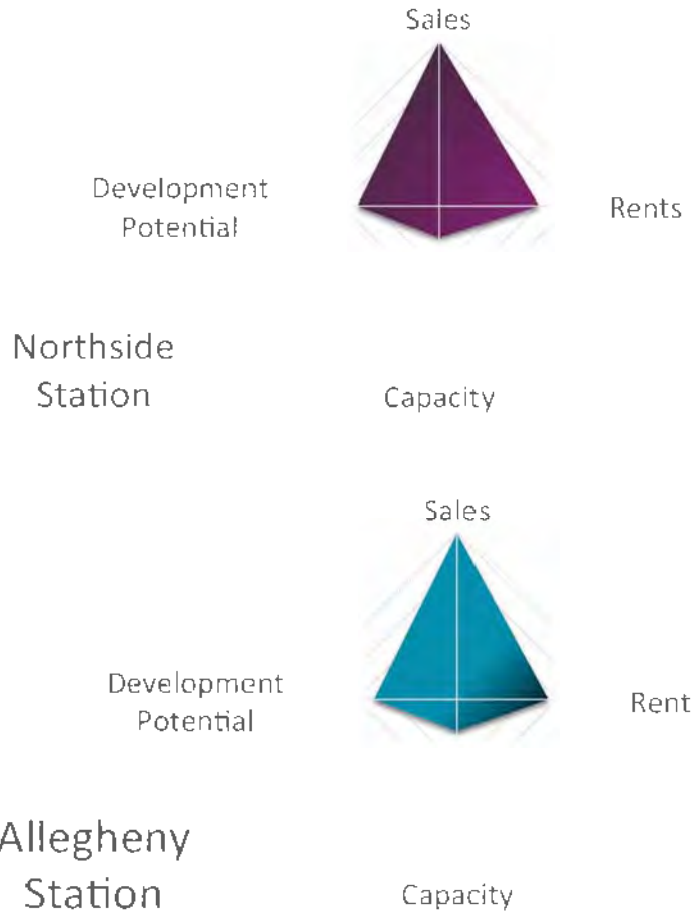 Sales
Development
Potential
Rents
Northside
Station
Capacity
Sales
Development
Potential
Rent
Allegheny
Station
Capacity